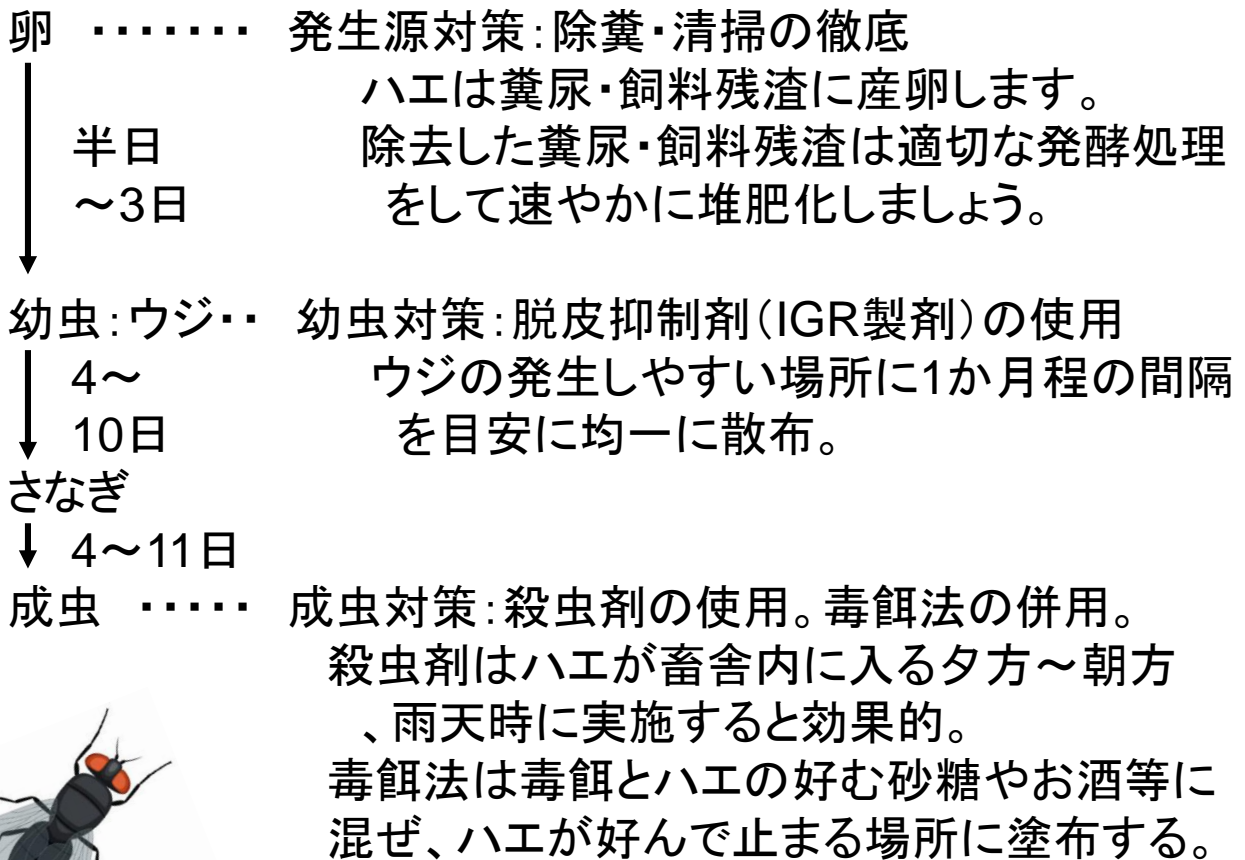 卵 ・・・・・・・ 発生源対策:除糞・清掃の徹底
ハエは糞尿・飼料残渣に産卵します。
半日 除去した糞尿・飼料残渣は適切な発酵処理
～3日 をして速やかに堆肥化しましょう。
幼虫:ウジ・・ 幼虫対策:脱皮抑制剤(IGR製剤)の使用
4～ ウジの発生しやすい場所に1か月程の間隔
10日 を目安に均一に散布。
さなぎ
4～11日
成虫 ・・・・・ 成虫対策:殺虫剤の使用。毒餌法の併用。
殺虫剤はハエが畜舎内に入る夕方～朝方
、雨天時に実施すると効果的。
毒餌法は毒餌とハエの好む砂糖やお酒等に
混ぜ、ハエが好んで止まる場所に塗布する。